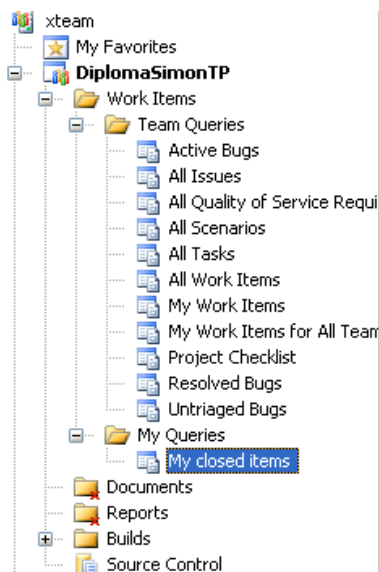 xteam
My Favorites
DiplomaSimonTP
Work Items
Team Queries
Active Bugs
All Issues
All Quality of Service Requi
All Scenarios
All Tasks
All Work Items
My Work Items
My Work Items for All Team
Project Checklist
Resolved Bugs
Untriaged Bugs
My Queries
My closed items
Documents
Reports
Builds
Source Control